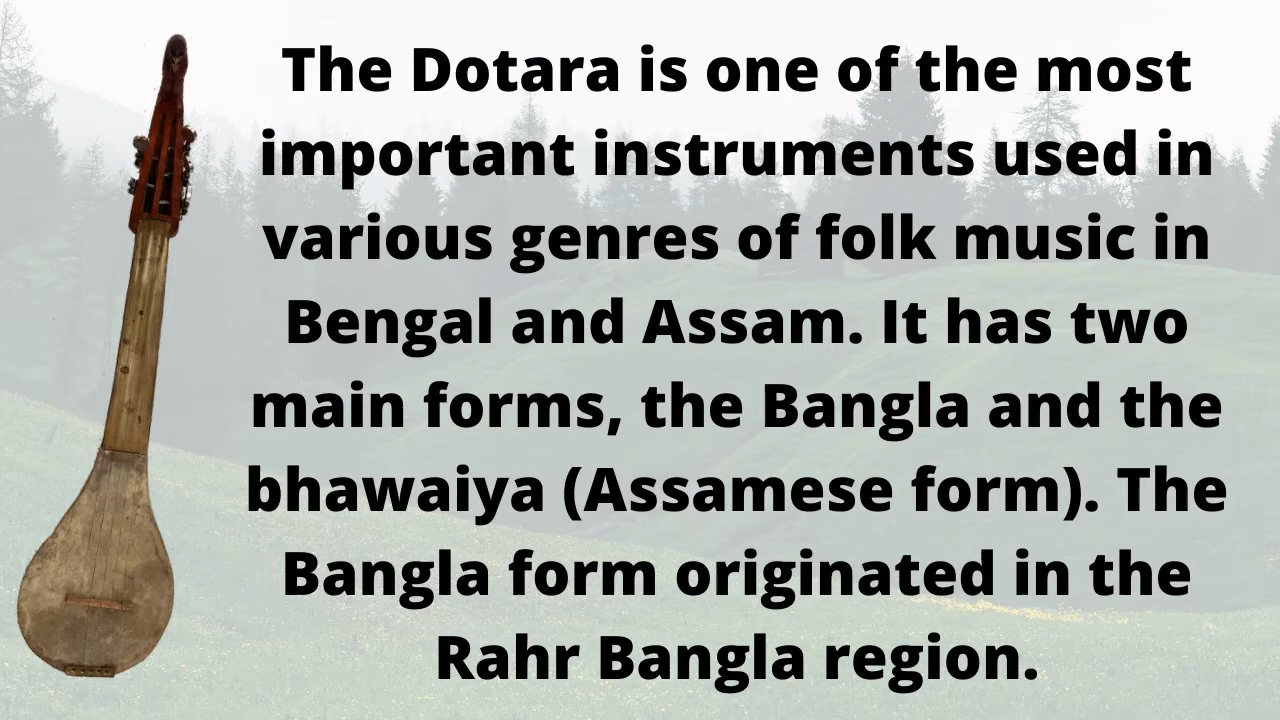 The Dotara is one of the most
important instruments used in
various genres of folk music in
Bengal and Assam. It has two
main forms, the Bangla and the
bhawaiya (Assamese form). The
Bangla form originated in the
Rahr Bangla region.